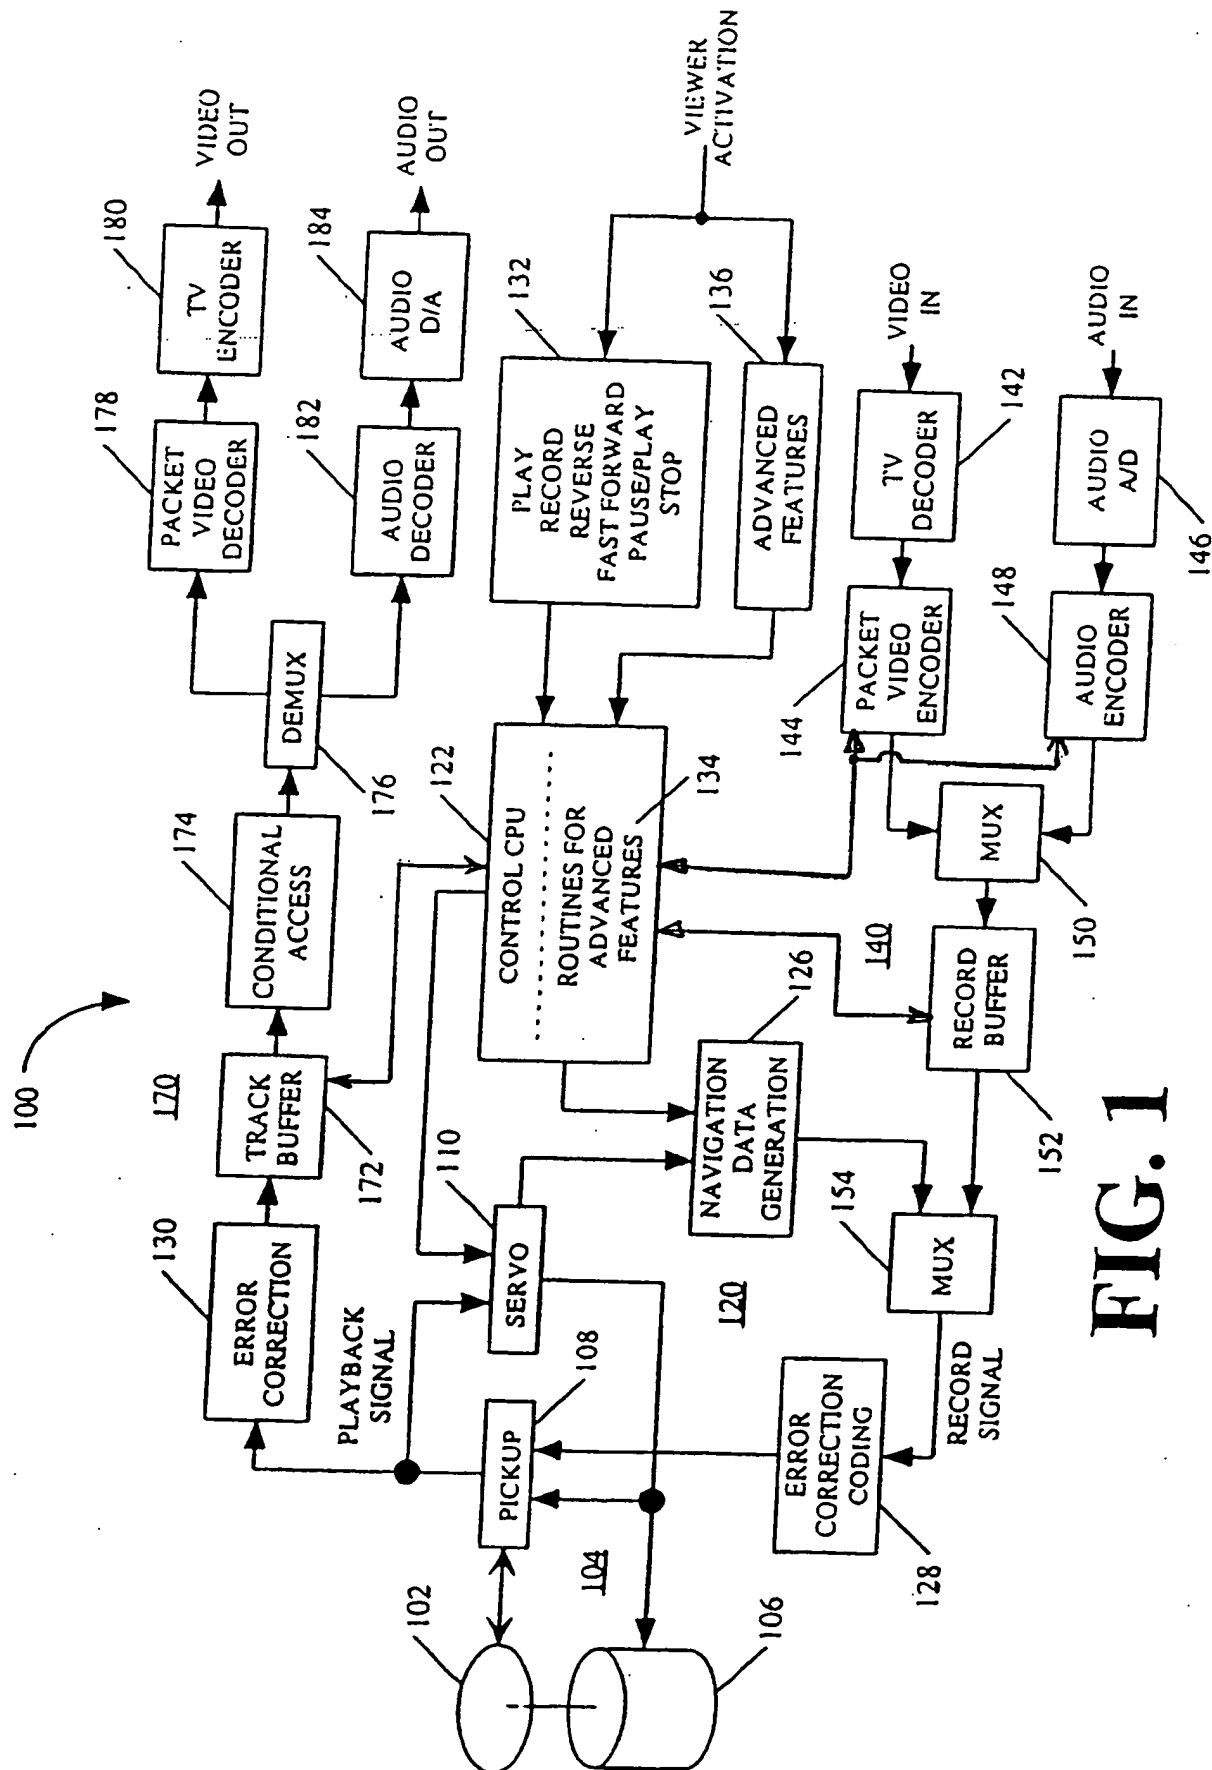 100
170
130
ERROR
CORRECTION
TRACK
BUFFER
172
174
CONDITIONAL
ACCESS
DEMUX
176
178
PACKET
VIDEO
DECODER
180
TV
ENCODER
VIDEO
OUT
182
AUDIO
DECODER
184
AUDIO
D/A
AUDIO
OUT
PLAYBACK
SIGNAL
102
PICKUP
108
104
106
110
SERVO
122
CONTROL CPU
ROUTINES FOR
ADVANCED
FEATURES
134
132
PLAY
RECORD
REVERSE
FAST FORWARD
PAUSE/PLAY
STOP
136
ADVANCED
FEATURES
VIEWER
ACTIVATION
120
126
NAVIGATION
DATA
GENERATION
140
128
ERROR
CORRECTION
CODING
RECORD
SIGNAL
154
MUX
152
RECORD
BUFFER
150
MUX
144
PACKET
VIDEO
ENCODER
142
TV
DECODER
VIDEO
IN
148
AUDIO
ENCODER
146
AUDIO
A/D
AUDIO
IN
FIG. 1